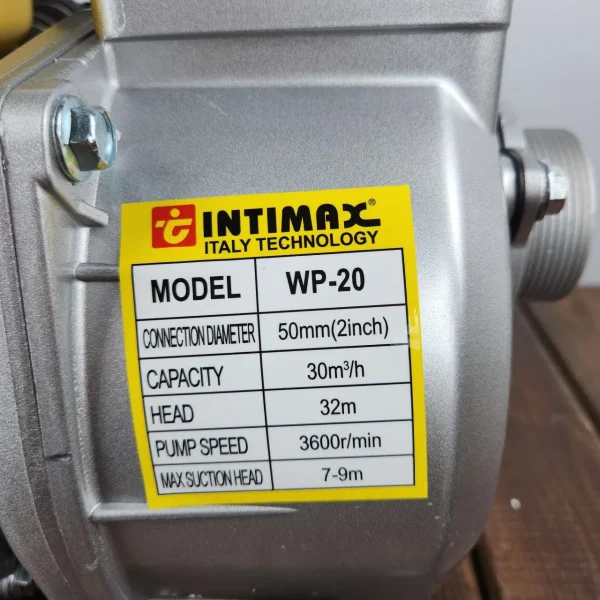 INTIMAX®
ITALY TECHNOLOGY
MODEL WP-20
CONNECTION DIAMETER 50mm(2inch)
CAPACITY 30m³/h
HEAD 32m
PUMP SPEED 3600r/min
MAX SUCTION HEAD 7-9m